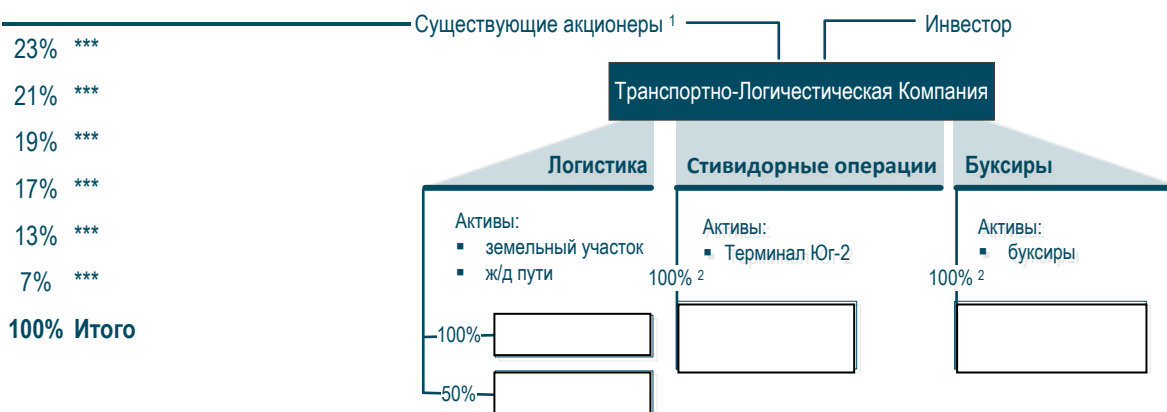 Существующие акционеры 1
Инвестор
23% ***
21% ***
19% ***
17% ***
13% ***
7% ***
100% Итого
Транспортно-Логичестическая Компания
Логистика
Активы:
▪ земельный участок
▪ ж/д пути
100%
50%
Стивидорные операции
Активы:
▪ Терминал Юг-2
100% 2
Буксиры
Активы:
▪ буксиры
100% 2